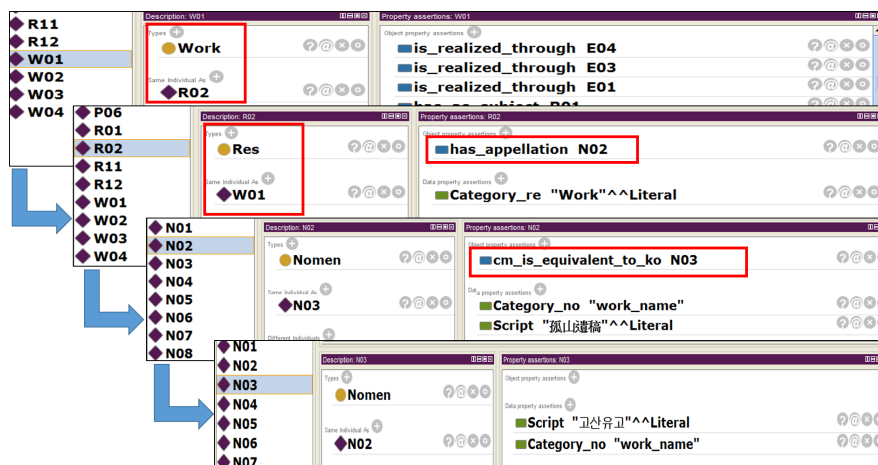 R11
R12
W01
W02
W03
W04
Description: W01
Types
Work
Same Individual As
R02
Property assertions: W01
Object property assertions
is_realized_through E04
is_realized_through E03
is_realized_through E01
has_as_subject R01
P06
R01
R02
R11
R12
W01
W02
W03
W04
Description: R02
Types
Res
Same Individual As
W01
Property assertions: R02
Object property assertions
has_appellation N02
Data property assertions
Category_re "Work"^^Literal
N01
N02
N03
N04
N05
N06
N07
N08
Description: N02
Types
Nomen
Same Individual As
N03
Different Individuals
Property assertions: N02
Object property assertions
cm_is_equivalent_to_ko N03
Data property assertions
Category_no "work_name"
Script "孤山遺稿"^^Literal
N01
N02
N03
N04
N05
N06
N07
Description: N03
Types
Nomen
Same Individual As
N02
Property assertions: N03
Object property assertions
Data property assertions
Script "고산유고"^^Literal
Category_no "work_name"